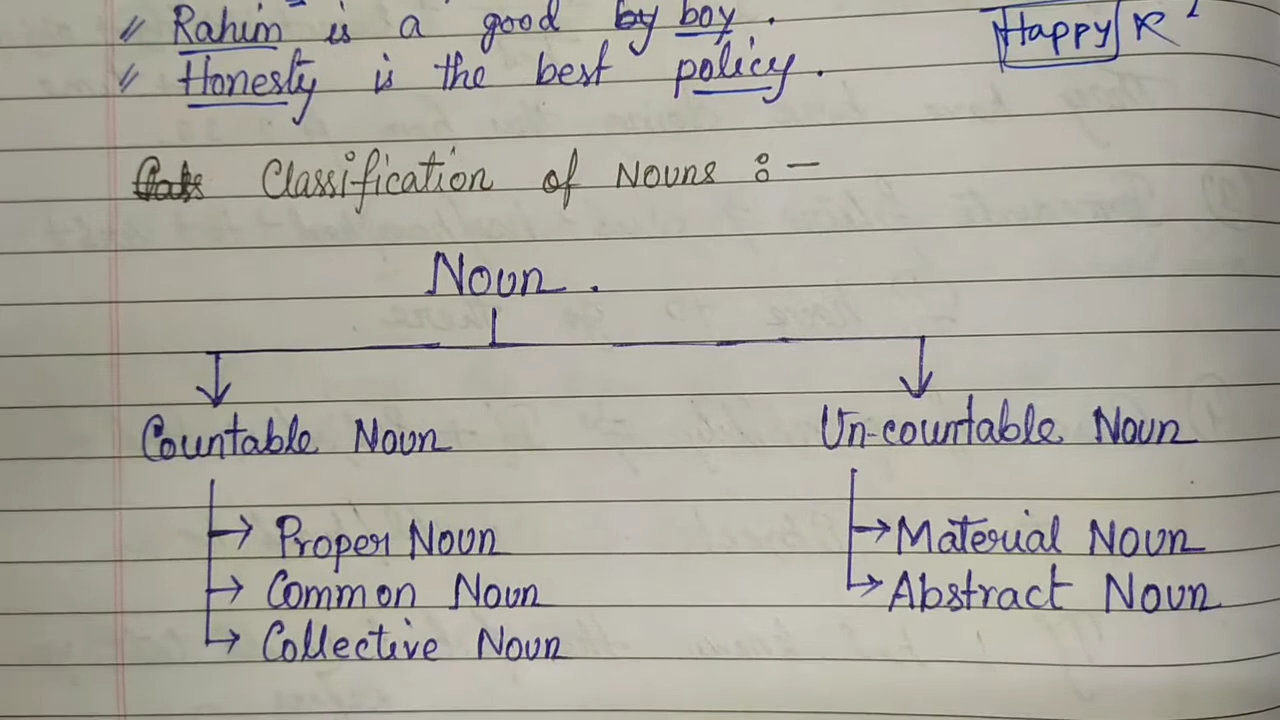 〃 Rahim is a good by boy.
Happy R
〃 Honesty is the best policy.
Classification of Nouns :-
Noun.
Countable Noun
Un-countable Noun
→ Proper Noun
→ Material Noun
→ Common Noun
→ Abstract Noun
→ Collective Noun